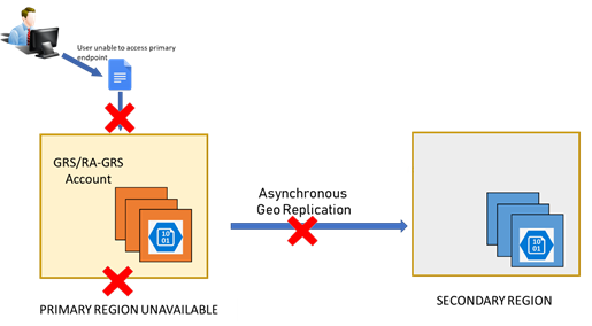 User unable to access primary
endpoint
GRS/RA-GRS
Account
10
01
Asynchronous
Geo Replication
10
01
PRIMARY REGION UNAVAILABLE
SECONDARY REGION